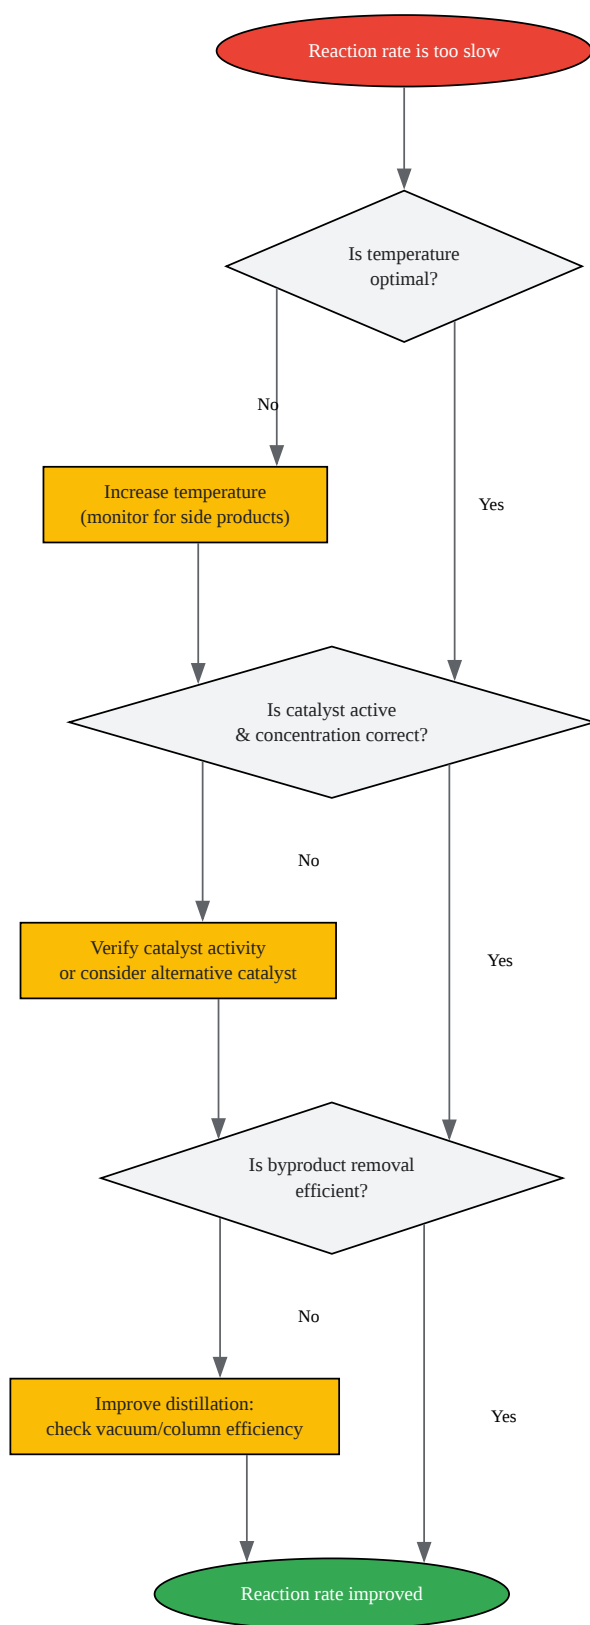 Reaction rate is too slow
Is temperature
optimal?
No
Increase temperature
(monitor for side products)
Yes
Is catalyst active
& concentration correct?
No
Verify catalyst activity
or consider alternative catalyst
Yes
Is byproduct removal
efficient?
No
Improve distillation:
check vacuum/column efficiency
Yes
Reaction rate improved